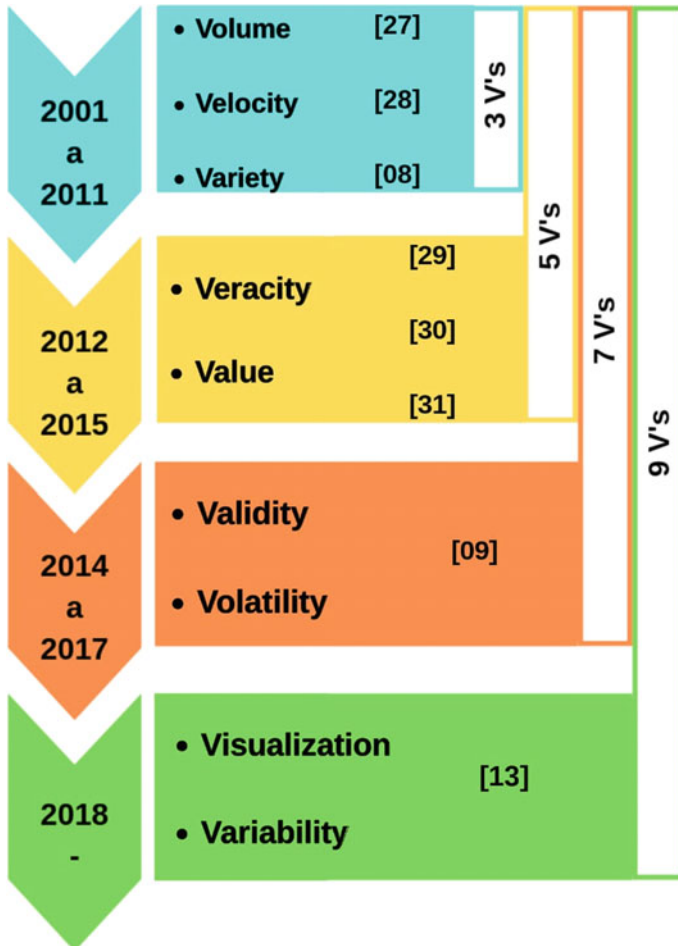 2001
a
2011
• Volume [27]
• Velocity [28]
• Variety [08]
3 V's
2012
a
2015
[29]
• Veracity
[30]
• Value
[31]
5 V's
2014
a
2017
• Validity
[09]
• Volatility
7 V's
2018
-
• Visualization
[13]
• Variability
9 V's